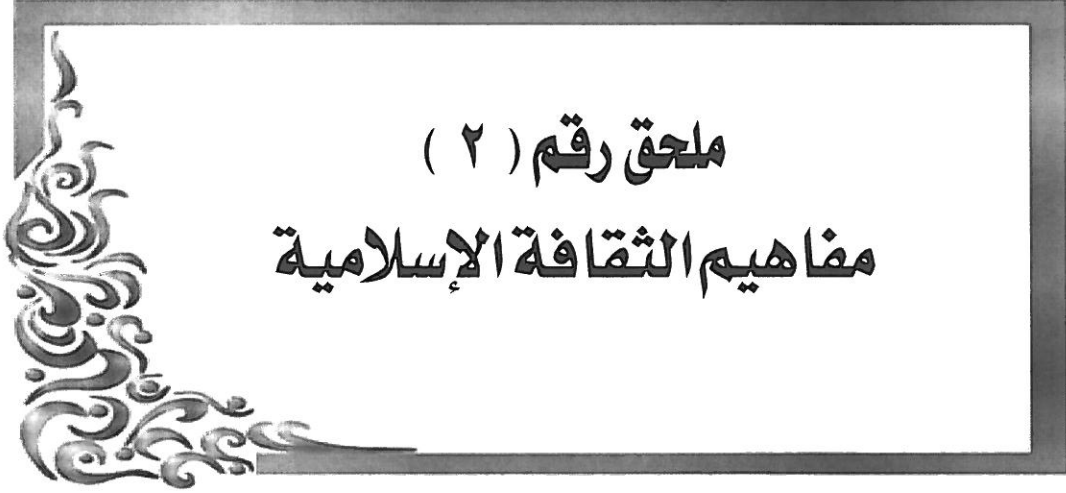 ملحق رقم ( ٢ )
مفاهيم الثقافة الإسلامية